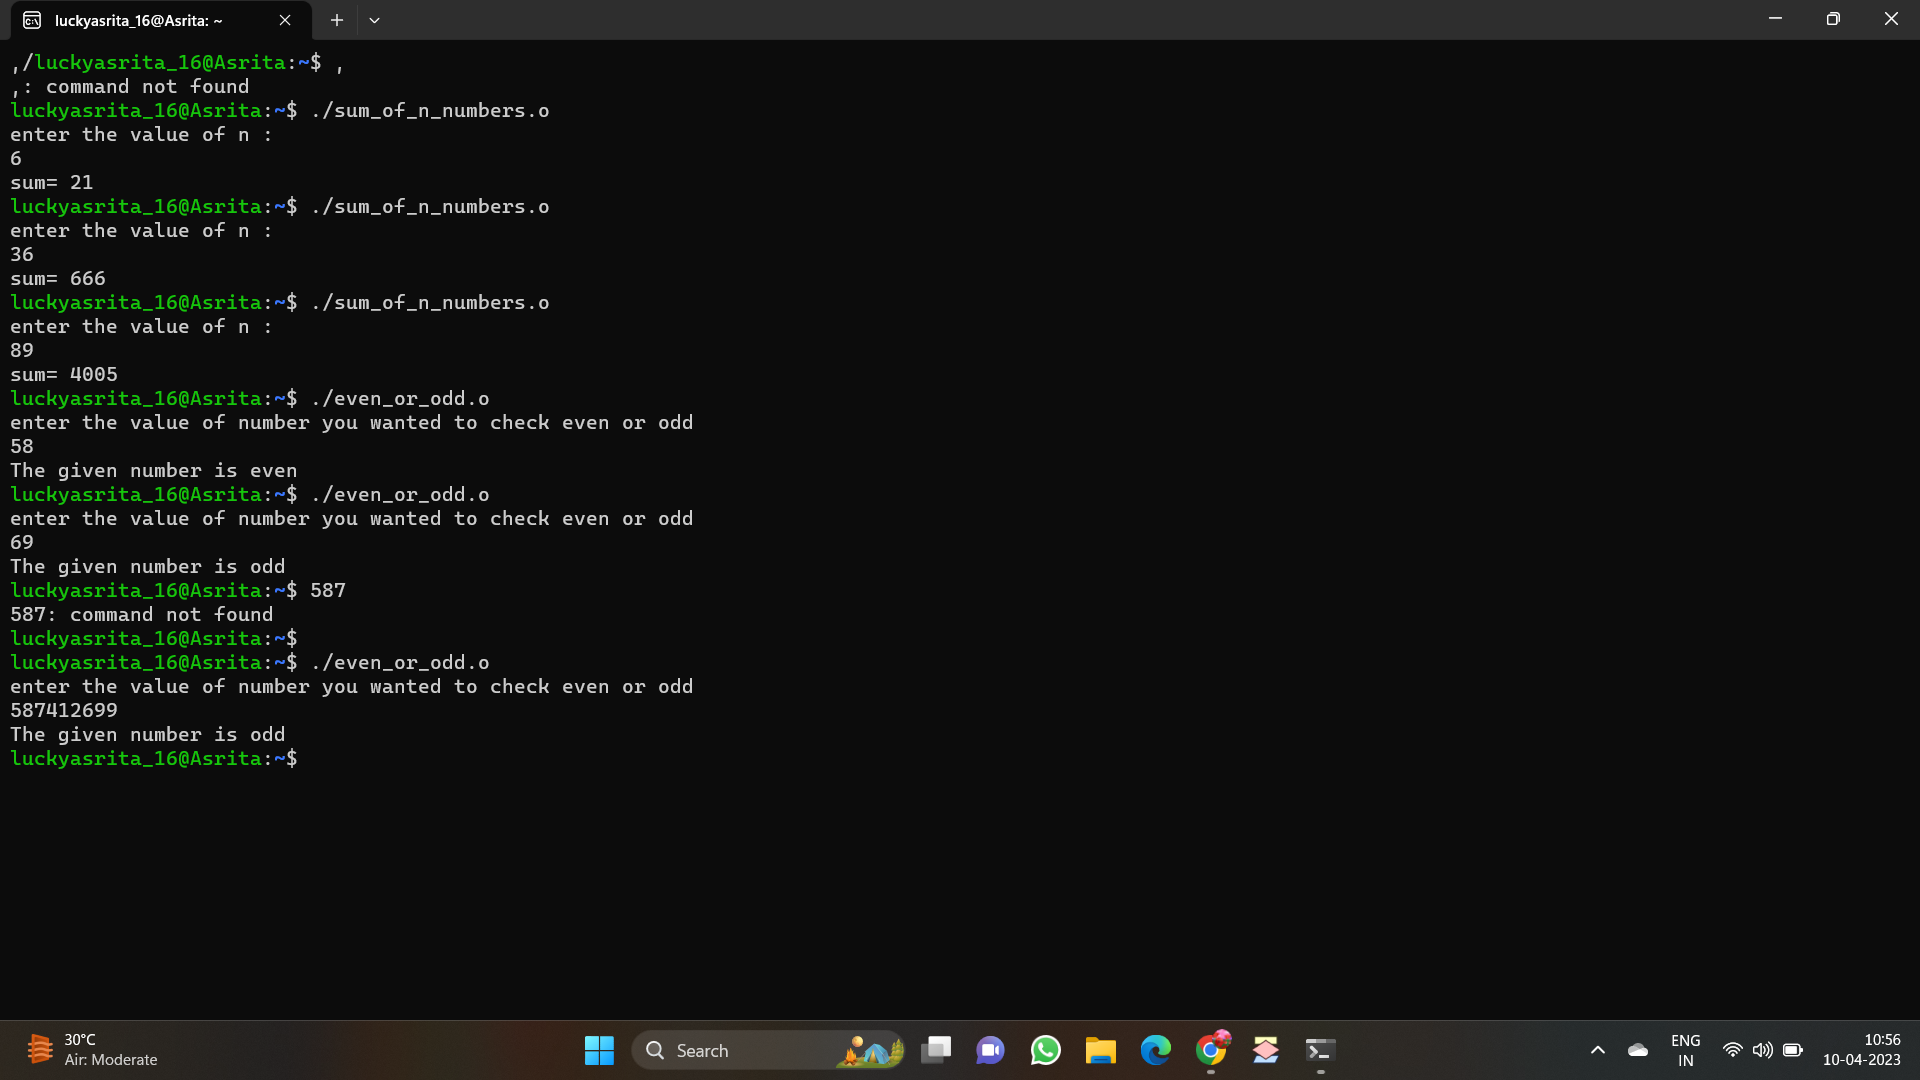 luckyasrita_16@Asrita: ~
,/luckyasrita_16@Asrita:~$ ,
,: command not found
luckyasrita_16@Asrita:~$ ./sum_of_n_numbers.o
enter the value of n :
6
sum= 21
luckyasrita_16@Asrita:~$ ./sum_of_n_numbers.o
enter the value of n :
36
sum= 666
luckyasrita_16@Asrita:~$ ./sum_of_n_numbers.o
enter the value of n :
89
sum= 4005
luckyasrita_16@Asrita:~$ ./even_or_odd.o
enter the value of number you wanted to check even or odd
58
The given number is even
luckyasrita_16@Asrita:~$ ./even_or_odd.o
enter the value of number you wanted to check even or odd
69
The given number is odd
luckyasrita_16@Asrita:~$ 587
587: command not found
luckyasrita_16@Asrita:~$
luckyasrita_16@Asrita:~$ ./even_or_odd.o
enter the value of number you wanted to check even or odd
587412699
The given number is odd
luckyasrita_16@Asrita:~$
30°C
Air: Moderate
Search
ENG
IN
10:56
10-04-2023